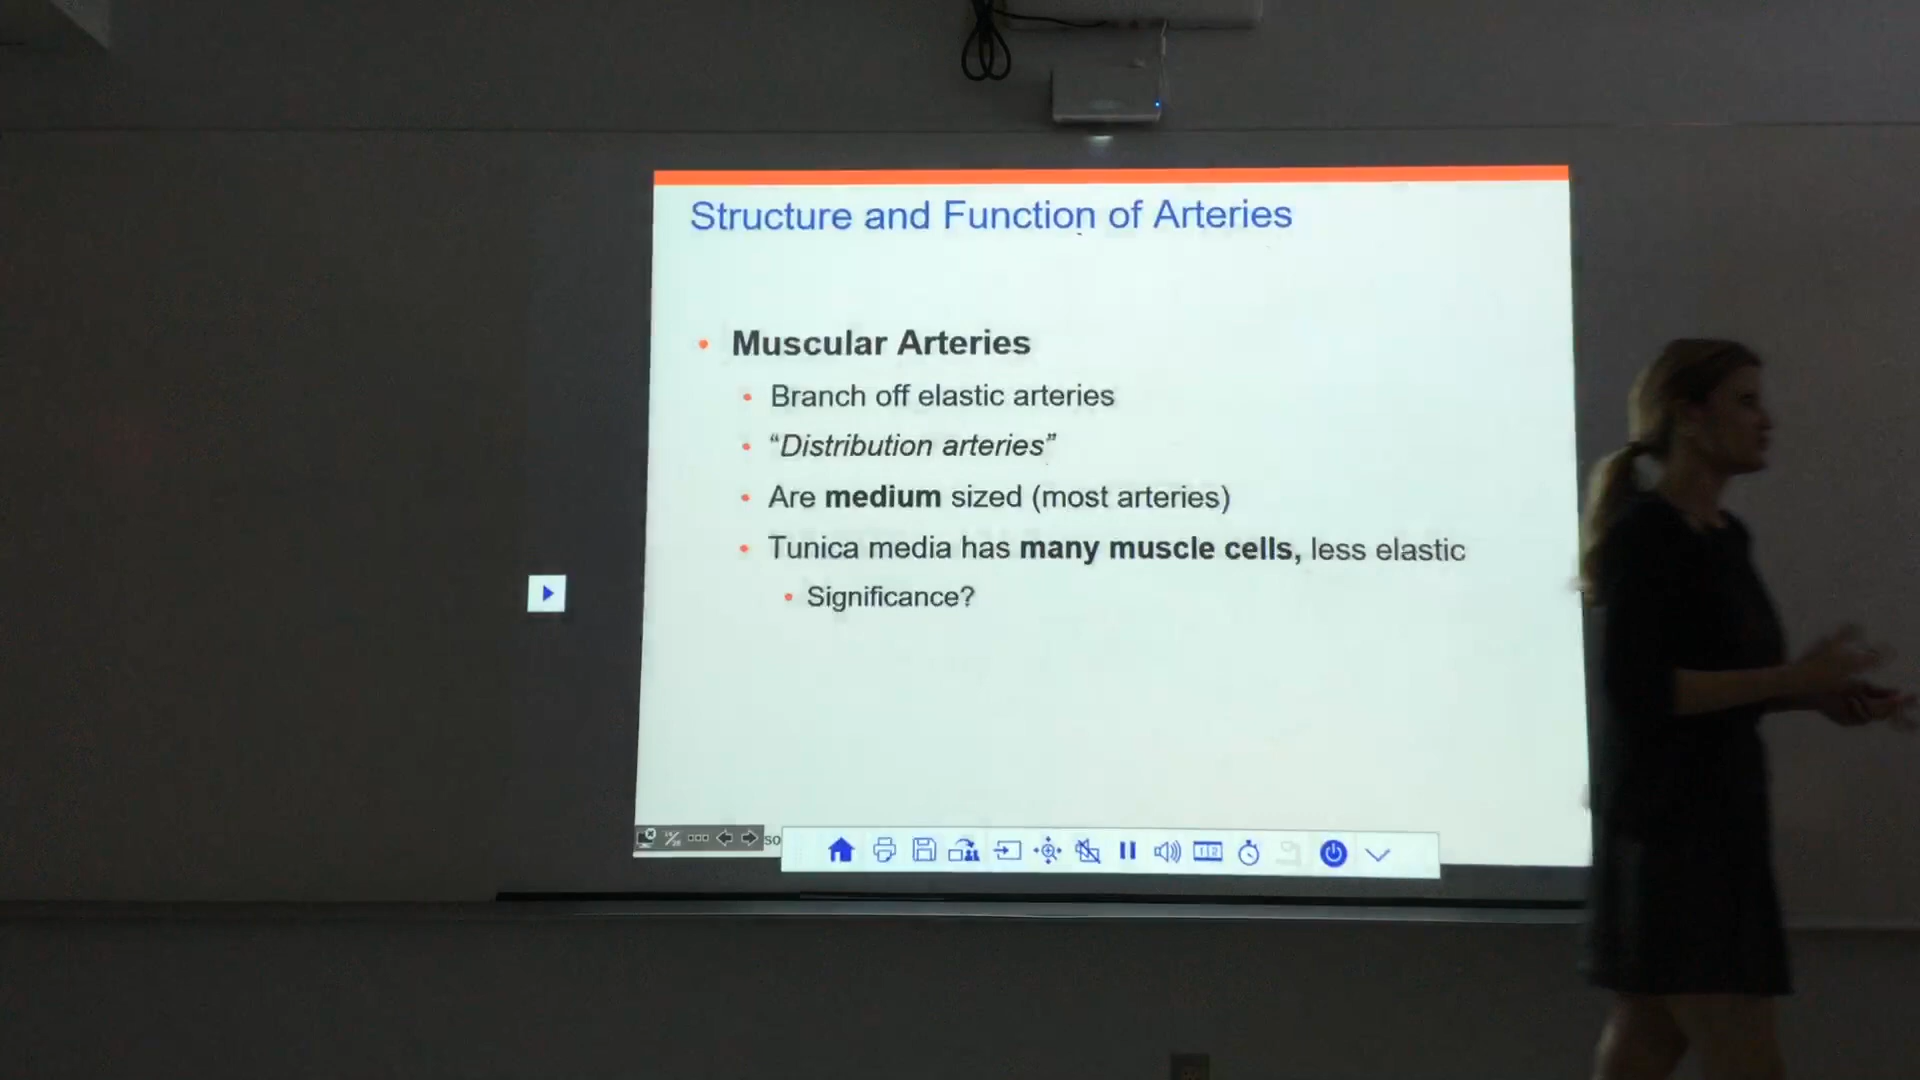 Structure and Function of Arteries
• Muscular Arteries
• Branch off elastic arteries
• “Distribution arteries”
• Are medium sized (most arteries)
• Tunica media has many muscle cells, less elastic
• Significance?
so